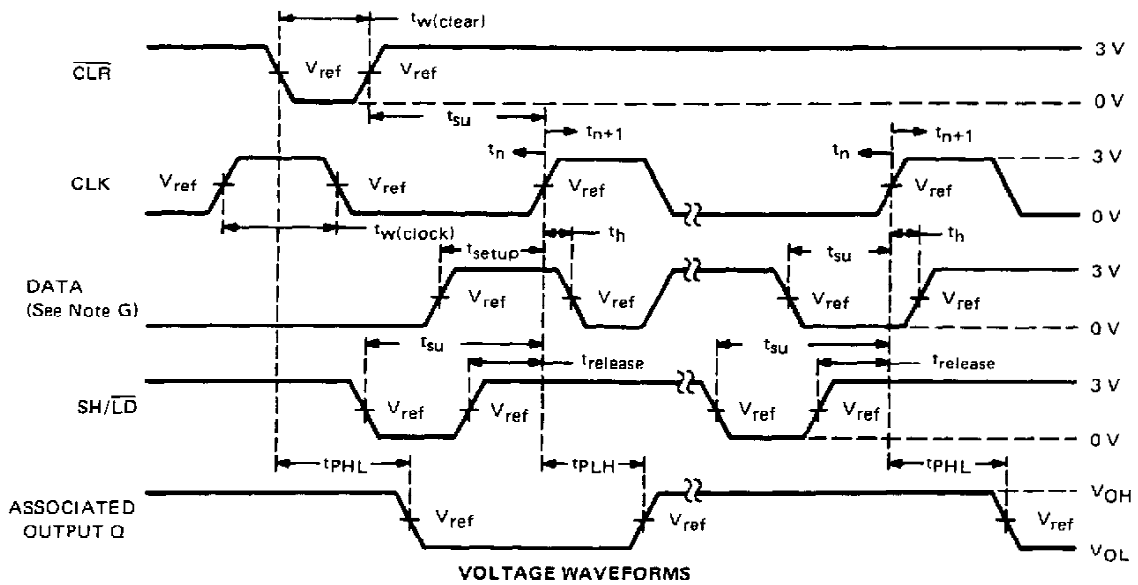 tw(clear)
CLR Vref Vref 3 V
0 V
tsu
tn tn+1 tn tn+1
CLK Vref Vref Vref Vref 3 V
0 V
tw(clock)
tsetup th tsu th
DATA Vref Vref Vref Vref 3 V
(See Note G)
0 V
tsu trelease tsu trelease
SH/LD Vref Vref Vref Vref 3 V
0 V
tPHL tPLH tPHL
ASSOCIATED
OUTPUT Q Vref Vref Vref VOH
VOL
VOLTAGE WAVEFORMS